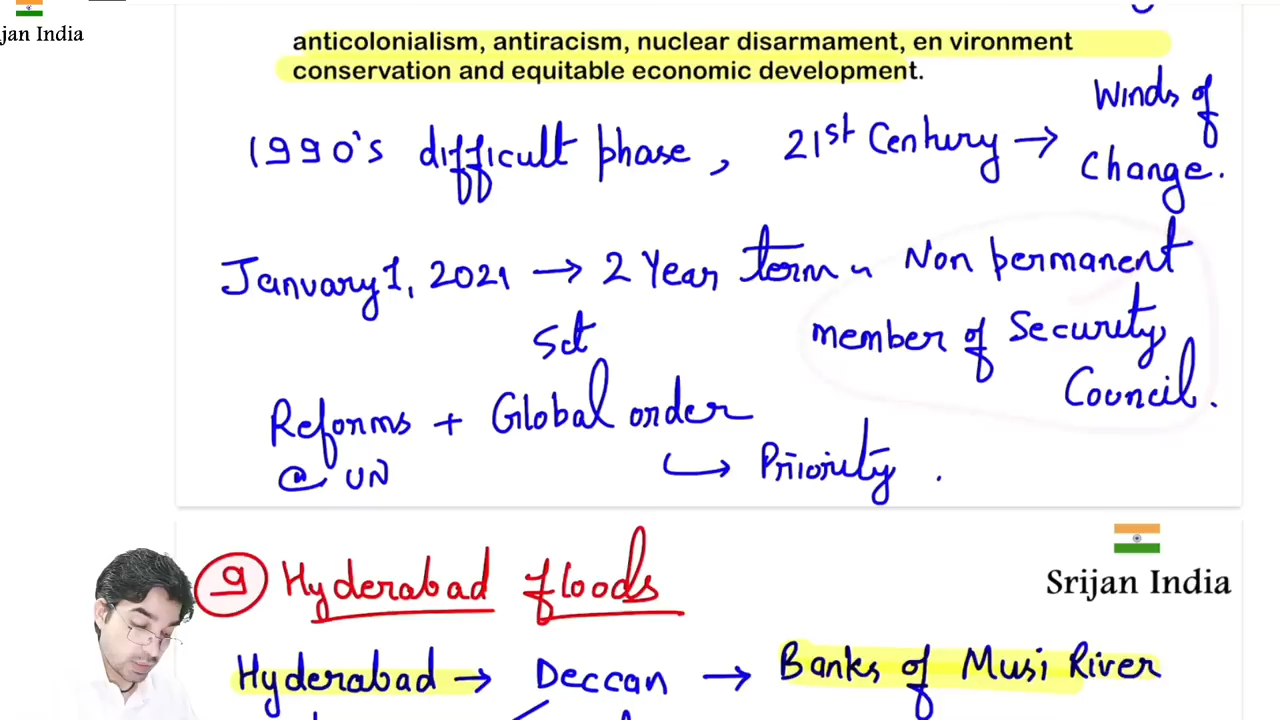 jan India
anticolonialism, antiracism, nuclear disarmament, en vironment
conservation and equitable economic development.
1990's difficult phase, 21st Century → Winds of
Change.
January 1, 2021 → 2 Year term Non permanent
member of Security
Council.
Set
Reforms + Global order
@ UN
↳ Priority.
9 Hyderabad floods
Srijan India
Hyderabad → Deccan → Banks of Musi River